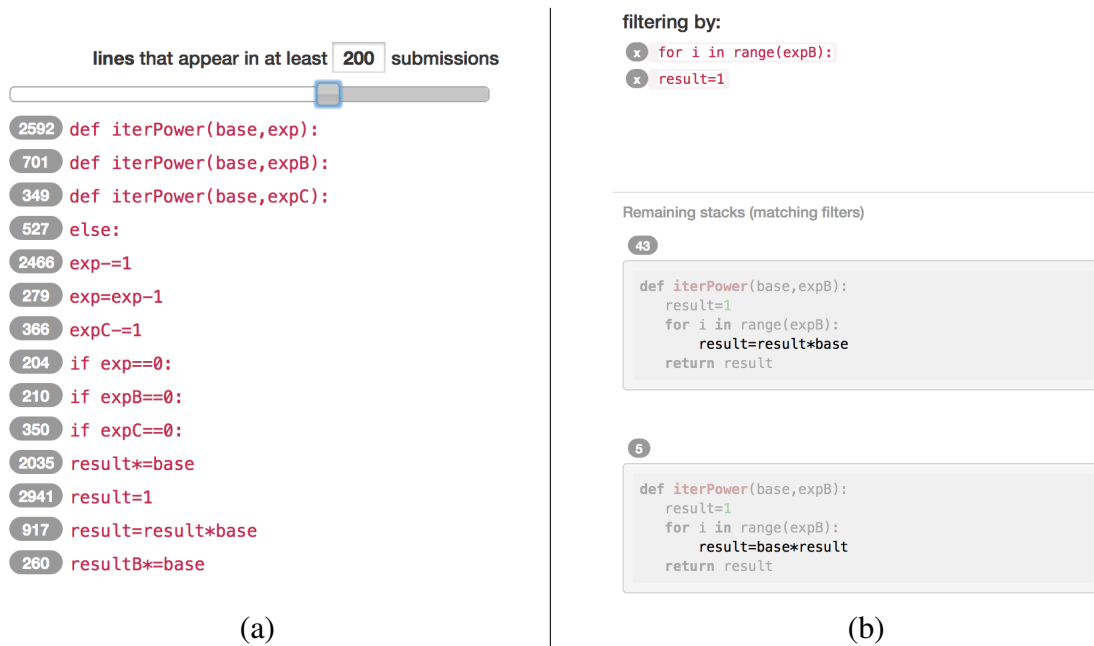 lines that appear in at least 200 submissions
2592 def iterPower(base,exp):
701 def iterPower(base,expB):
349 def iterPower(base,expC):
527 else:
2466 exp-=1
279 exp=exp-1
366 expC-=1
204 if exp==0:
210 if expB==0:
350 if expC==0:
2035 result*=base
2941 result=1
917 result=result*base
260 resultB*=base
(a)
filtering by:
x for i in range(expB):
x result=1
Remaining stacks (matching filters)
43
def iterPower(base,expB):
result=1
for i in range(expB):
result=result*base
return result
5
def iterPower(base,expB):
result=1
for i in range(expB):
result=base*result
return result
(b)